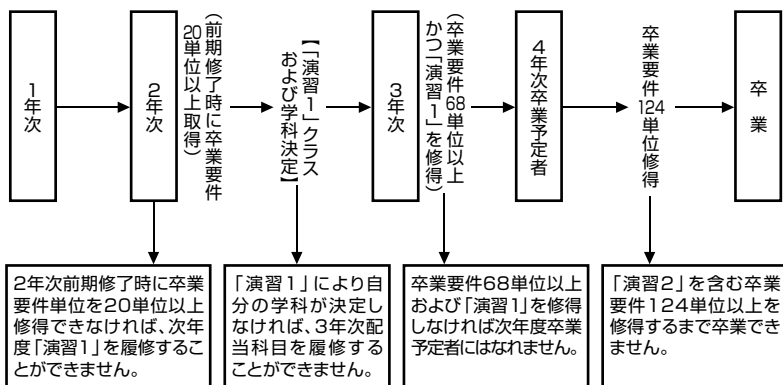 1年次
2年次
(前期修了時に卒業要件
20単位以上取得)
【「演習1」クラス
および学科決定】
3年次
(卒業要件68単位以上
かつ「演習1」を修得)
4年次卒業予定者
卒業要件
124
単位修得
卒業
2年次前期修了時に卒業
要件単位を20単位以上
修得できなければ、次年
度「演習1」を履修するこ
とができません。
「演習1」により自
分の学科が決定し
なければ、3年次配
当科目を履修する
ことができません。
卒業要件68単位以上
および「演習1」を修得
しなければ次年度卒業
予定者にはなれません。
「演習2」を含む卒業
要件124単位以上を
修得するまで卒業でき
ません。